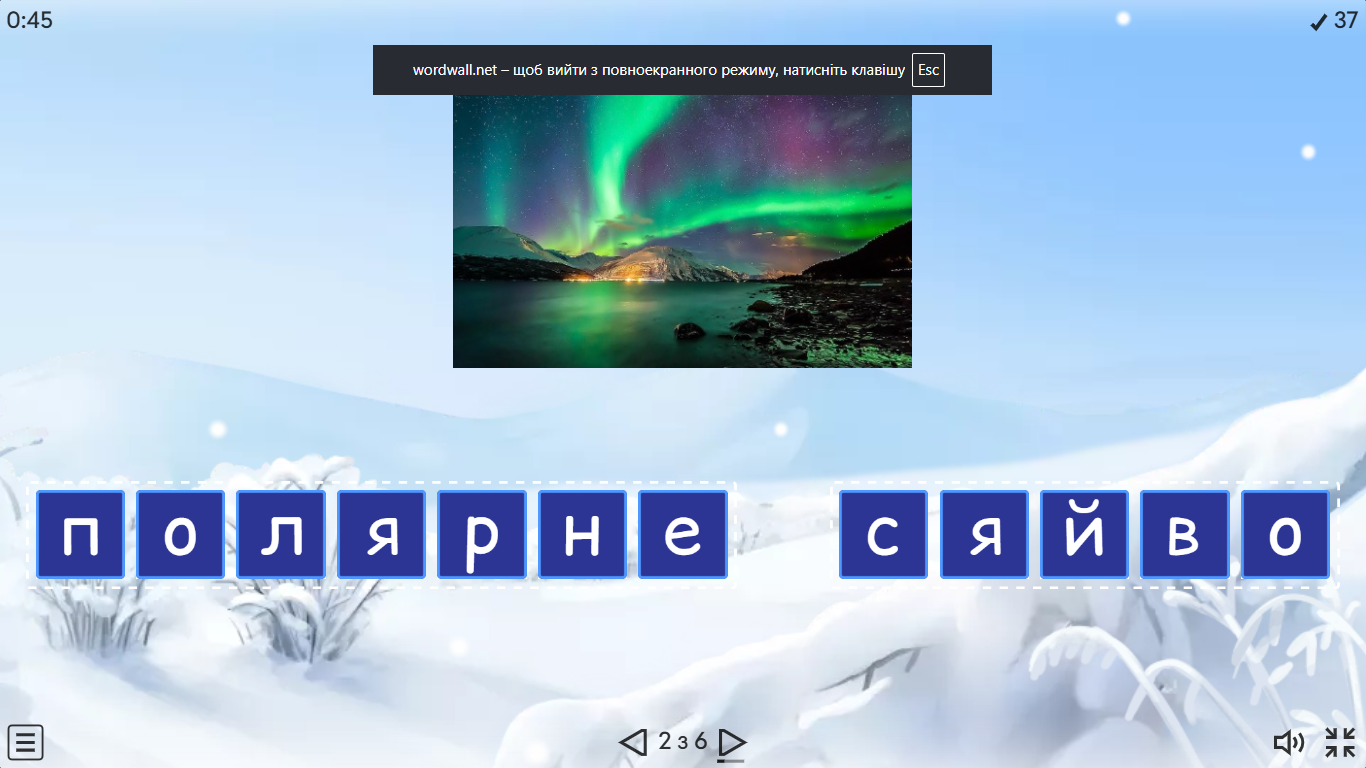 0:45
37
wordwall.net – щоб вийти з повноекранного режиму, натисніть клавішу Esc
полярне сяйво
2 з 6